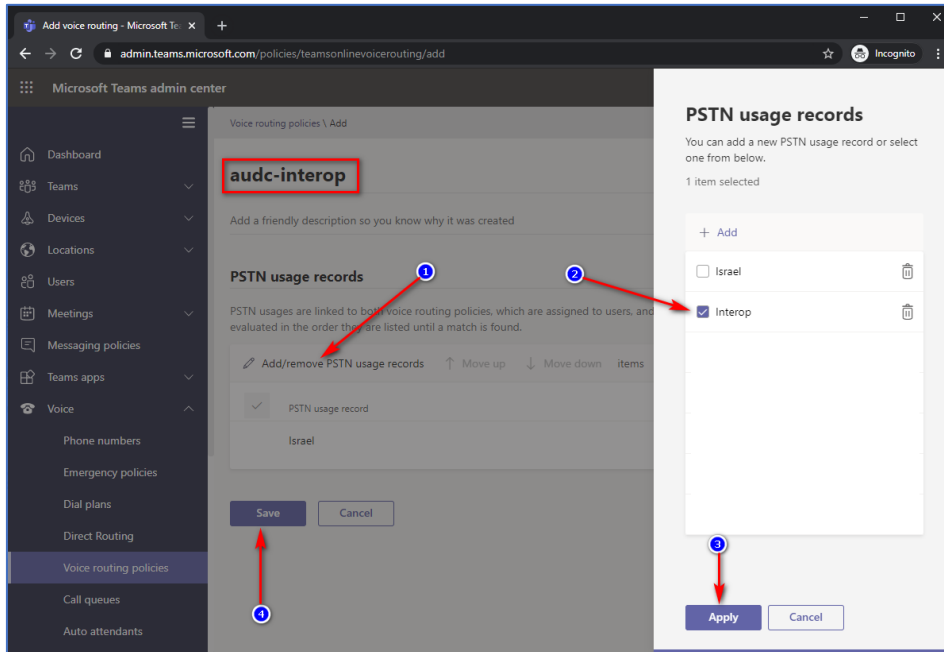 Add voice routing - Microsoft Te
admin.teams.microsoft.com/policies/teamsonlinevoicerouting/add
Incognito
Microsoft Teams admin center
Dashboard
Teams
Devices
Locations
Users
Meetings
Messaging policies
Teams apps
Voice
Phone numbers
Emergency policies
Dial plans
Direct Routing
Voice routing policies
Call queues
Auto attendants
Voice routing policies \ Add
audc-interop
Add a friendly description so you know why it was created
PSTN usage records
1
PSTN usages are linked to both voice routing policies, which are assigned to users, and
evaluated in the order they are listed until a match is found.
Add/remove PSTN usage records Move up Move down items
PSTN usage record
Israel
Save Cancel
4
PSTN usage records
You can add a new PSTN usage record or select
one from below.
1 item selected
+ Add
2
Israel
Interop
3
Apply Cancel